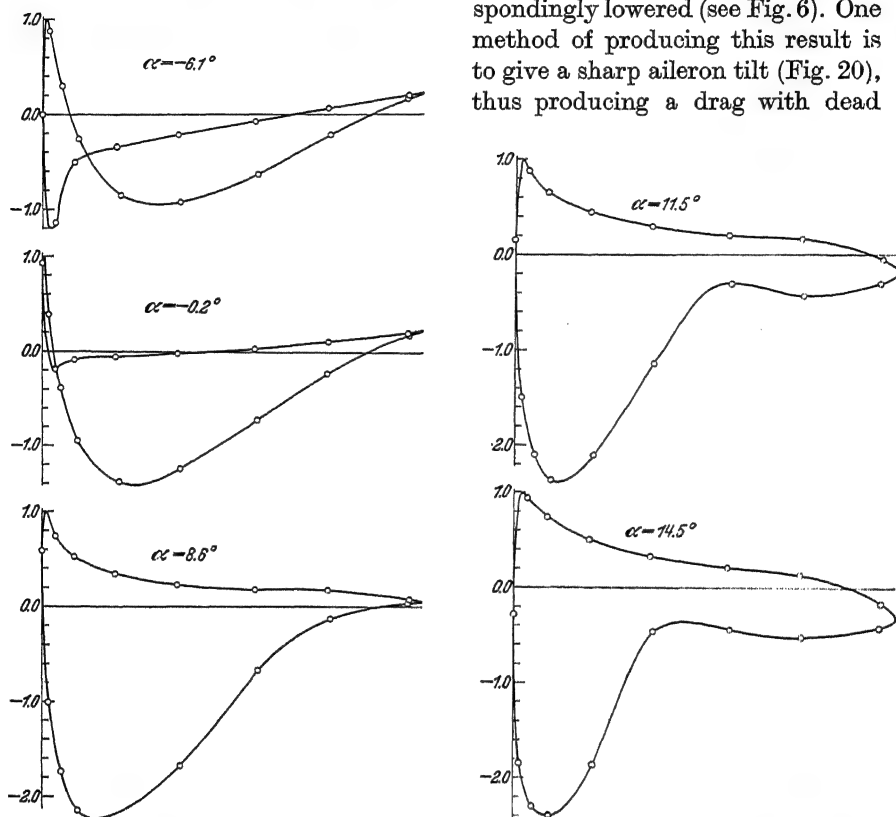 spondingly lowered (see Fig. 6). One
method of producing this result is
to give a sharp aileron tilt (Fig. 20),
thus producing a drag with dead
1.0
α=−6.1°
0.0
−1.0
1.0
α=−0.2°
0.0
−1.0
1.0
α=8.6°
0.0
−1.0
−2.0
1.0
α=11.5°
0.0
−1.0
-2.0
1.0
α=14.5°
0.0
−1.0
−2.0